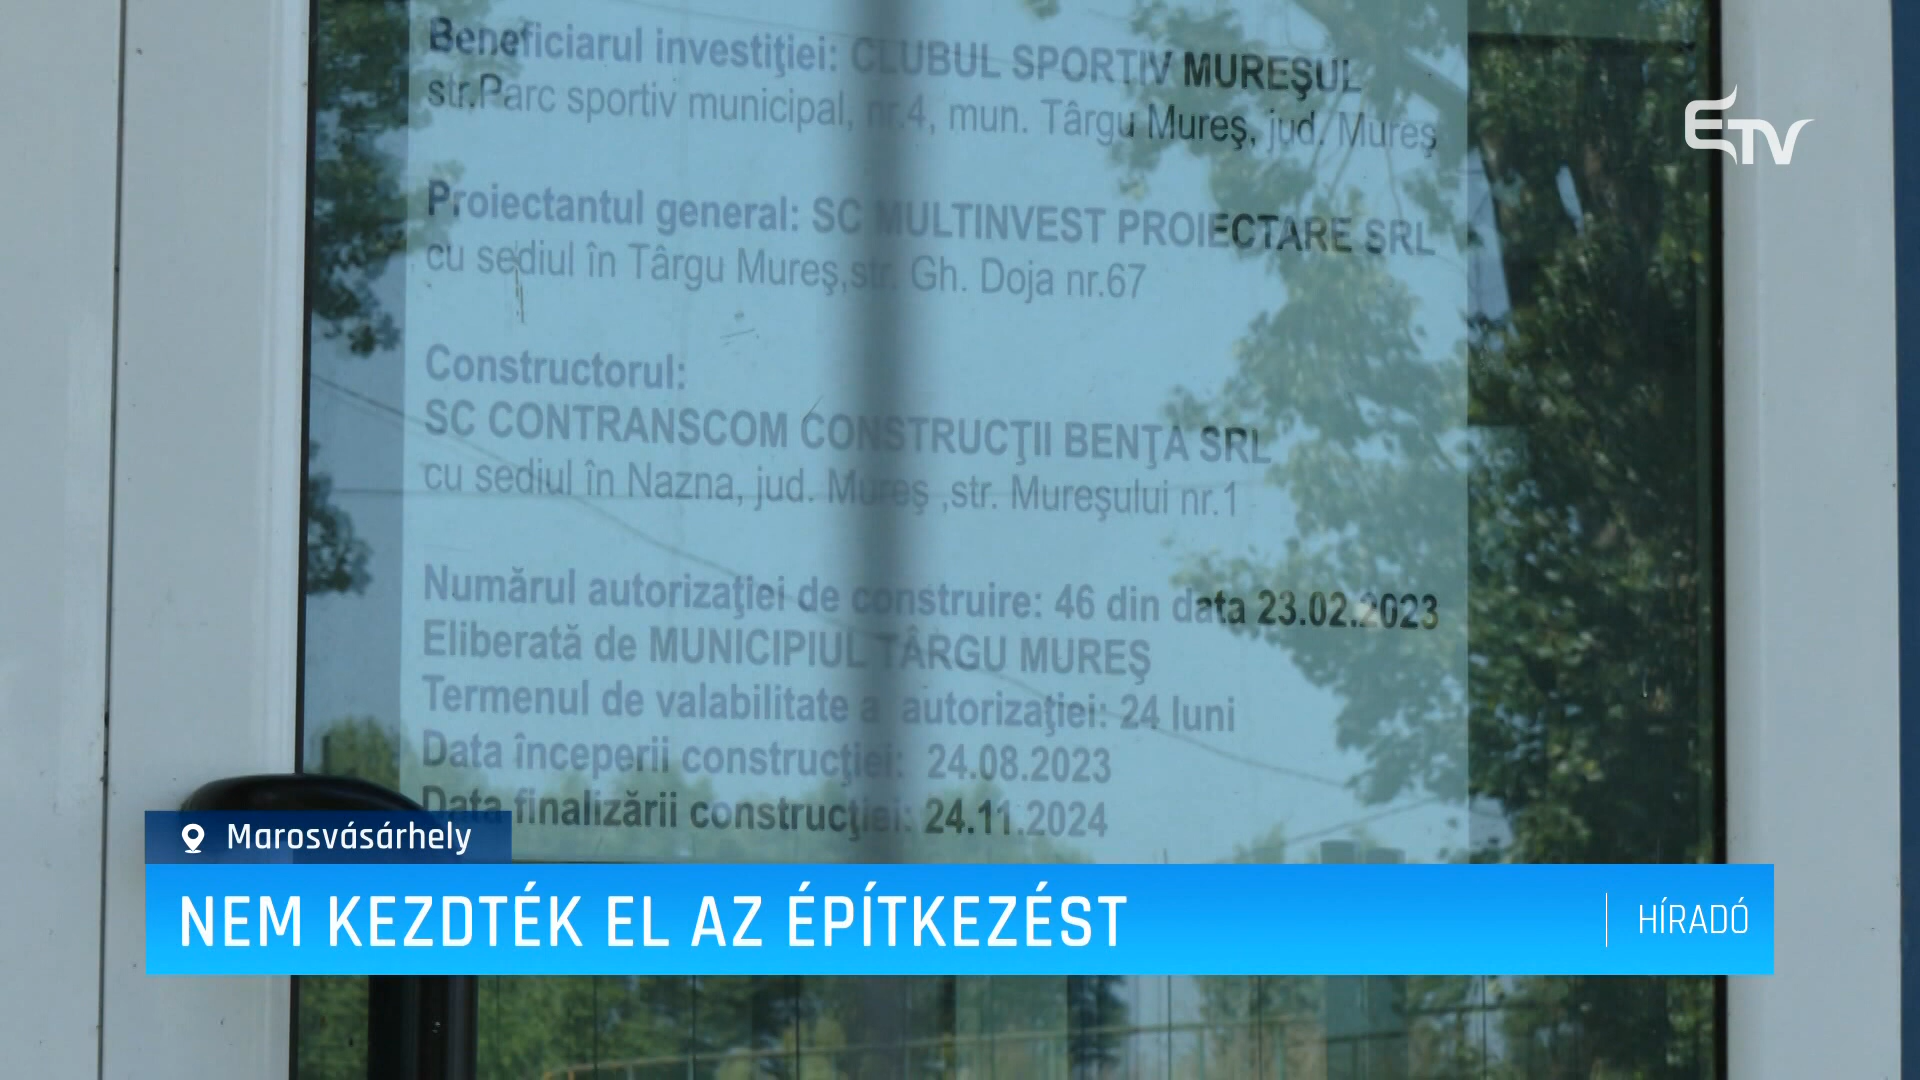 Beneficiarul investiţiei: CLUBUL SPORTIV MUREŞUL
str.Parc sportiv municipal, nr.4, mun. Târgu Mureş, jud. Mureş
ETV
Proiectantul general: SC MULTINVEST PROIECTARE SRL
cu sediul în Târgu Mureş,str. Gh. Doja nr.67
Constructorul:
SC CONTRANSCOM CONSTRUCŢII BENŢA SRL
cu sediul în Nazna, jud. Mureş ,str. Mureşului nr.1
Numărul autorizaţiei de construire: 46 din data 23.02.2023
Eliberată de MUNICIPIUL TÂRGU MUREŞ
Termenul de valabilitate a autorizaţiei: 24 luni
Data începerii construcţiei: 24.08.2023
Data finalizării construcţiei: 24.11.2024
Marosvásárhely
NEM KEZDTÉK EL AZ ÉPÍTKEZÉST
HÍRADÓ